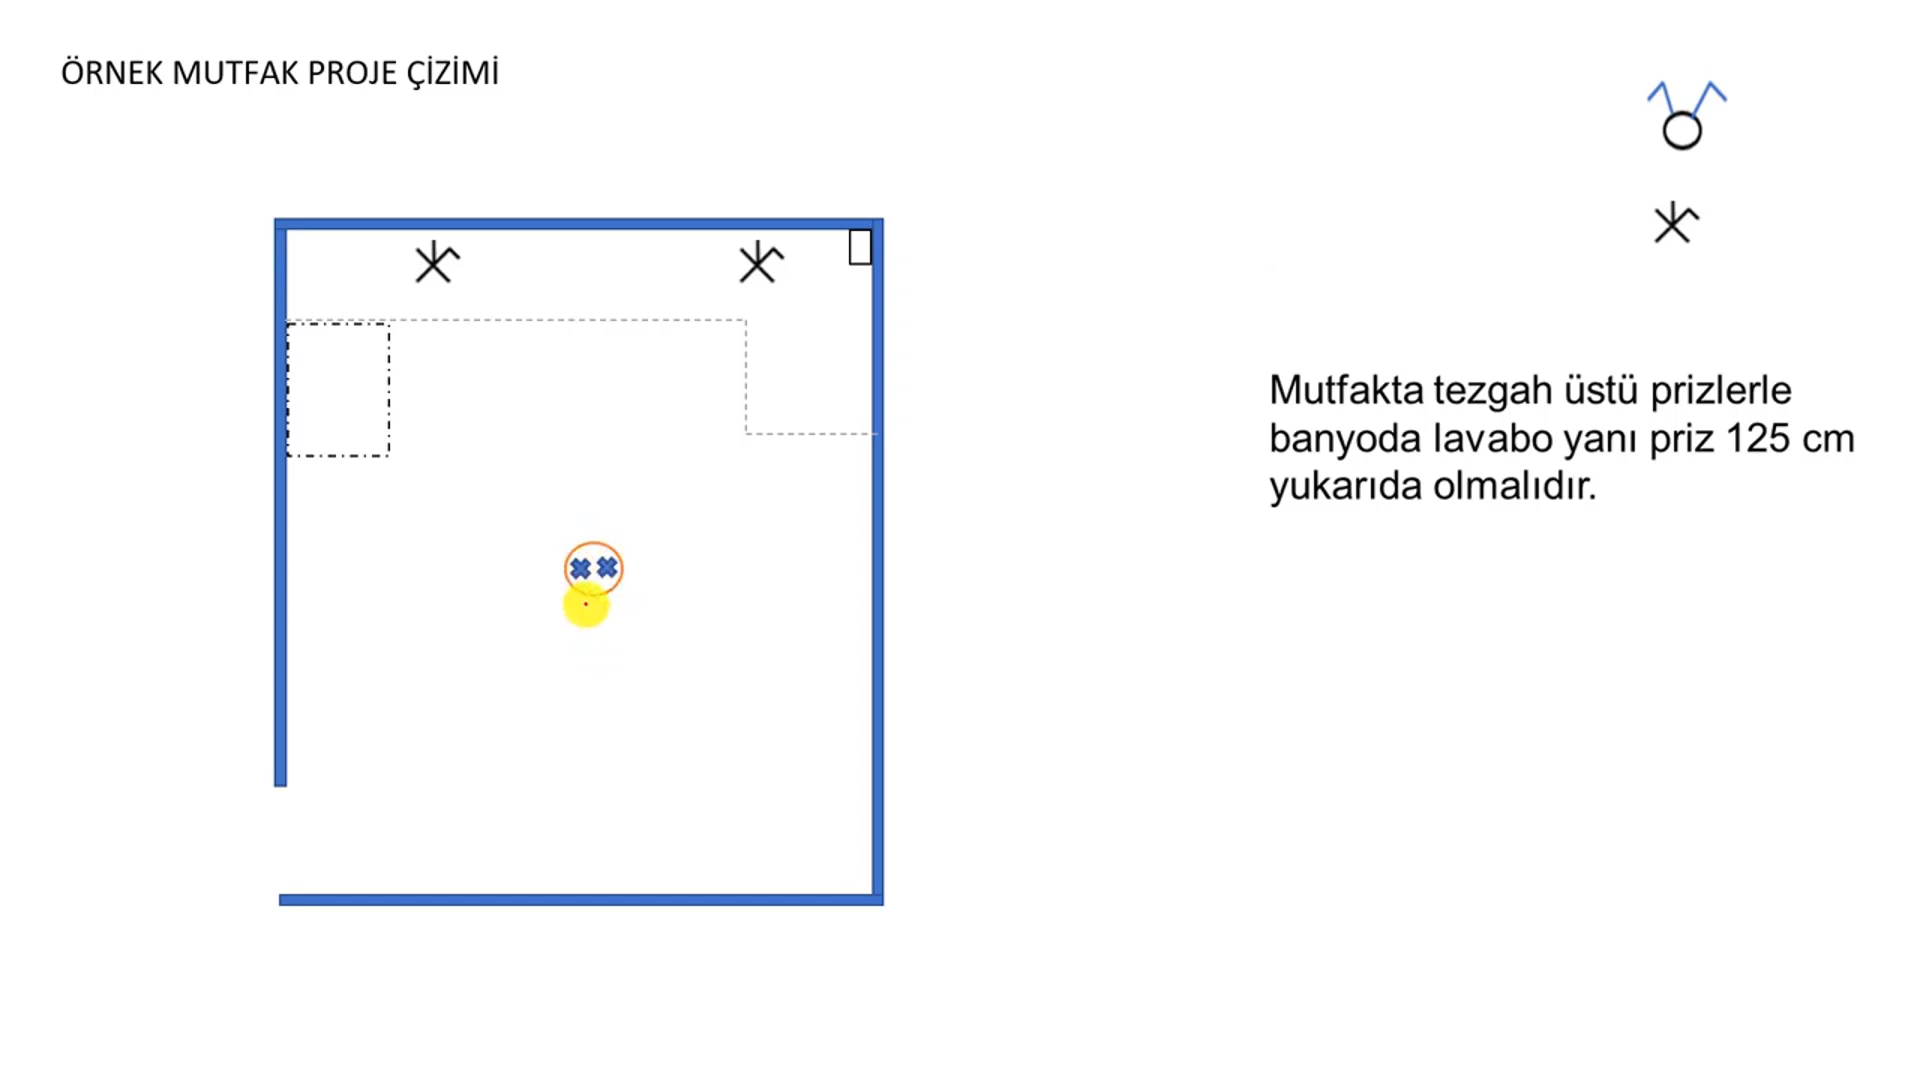 ÖRNEK MUTFAK PROJE ÇİZİMİ
Mutfakta tezgah üstü prizlerle
banyoda lavabo yanı priz 125 cm
yukarıda olmalıdır.